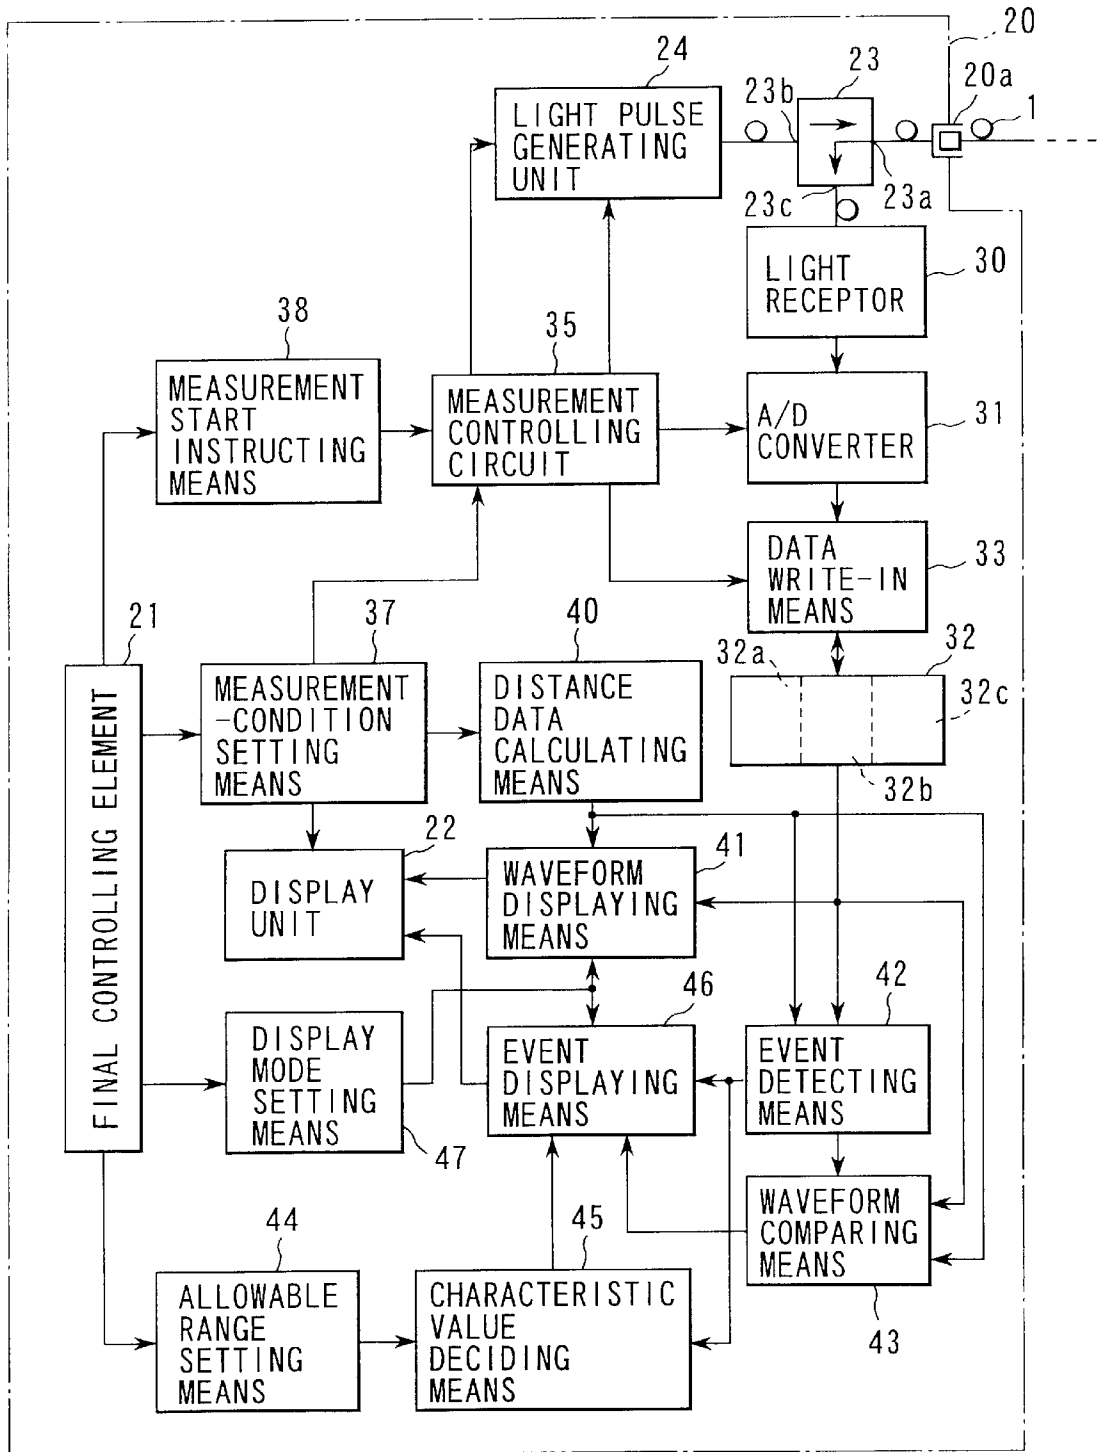 20
24
23
20a
1
23b
LIGHT PULSE
GENERATING
UNIT
23c
23a
LIGHT
RECEPTOR
30
38
35
MEASUREMENT
START
INSTRUCTING
MEANS
MEASUREMENT
CONTROLLING
CIRCUIT
A/D
CONVERTER
31
DATA
WRITE-IN
MEANS
33
21
37
40
32a
32
FINAL CONTROLLING ELEMENT
MEASUREMENT
-CONDITION
SETTING
MEANS
DISTANCE
DATA
CALCULATING
MEANS
32c
32b
22
41
DISPLAY
UNIT
WAVEFORM
DISPLAYING
MEANS
46
42
DISPLAY
MODE
SETTING
MEANS
47
EVENT
DISPLAYING
MEANS
EVENT
DETECTING
MEANS
44
45
WAVEFORM
COMPARING
MEANS
43
ALLOWABLE
RANGE
SETTING
MEANS
CHARACTERISTIC
VALUE
DECIDING
MEANS